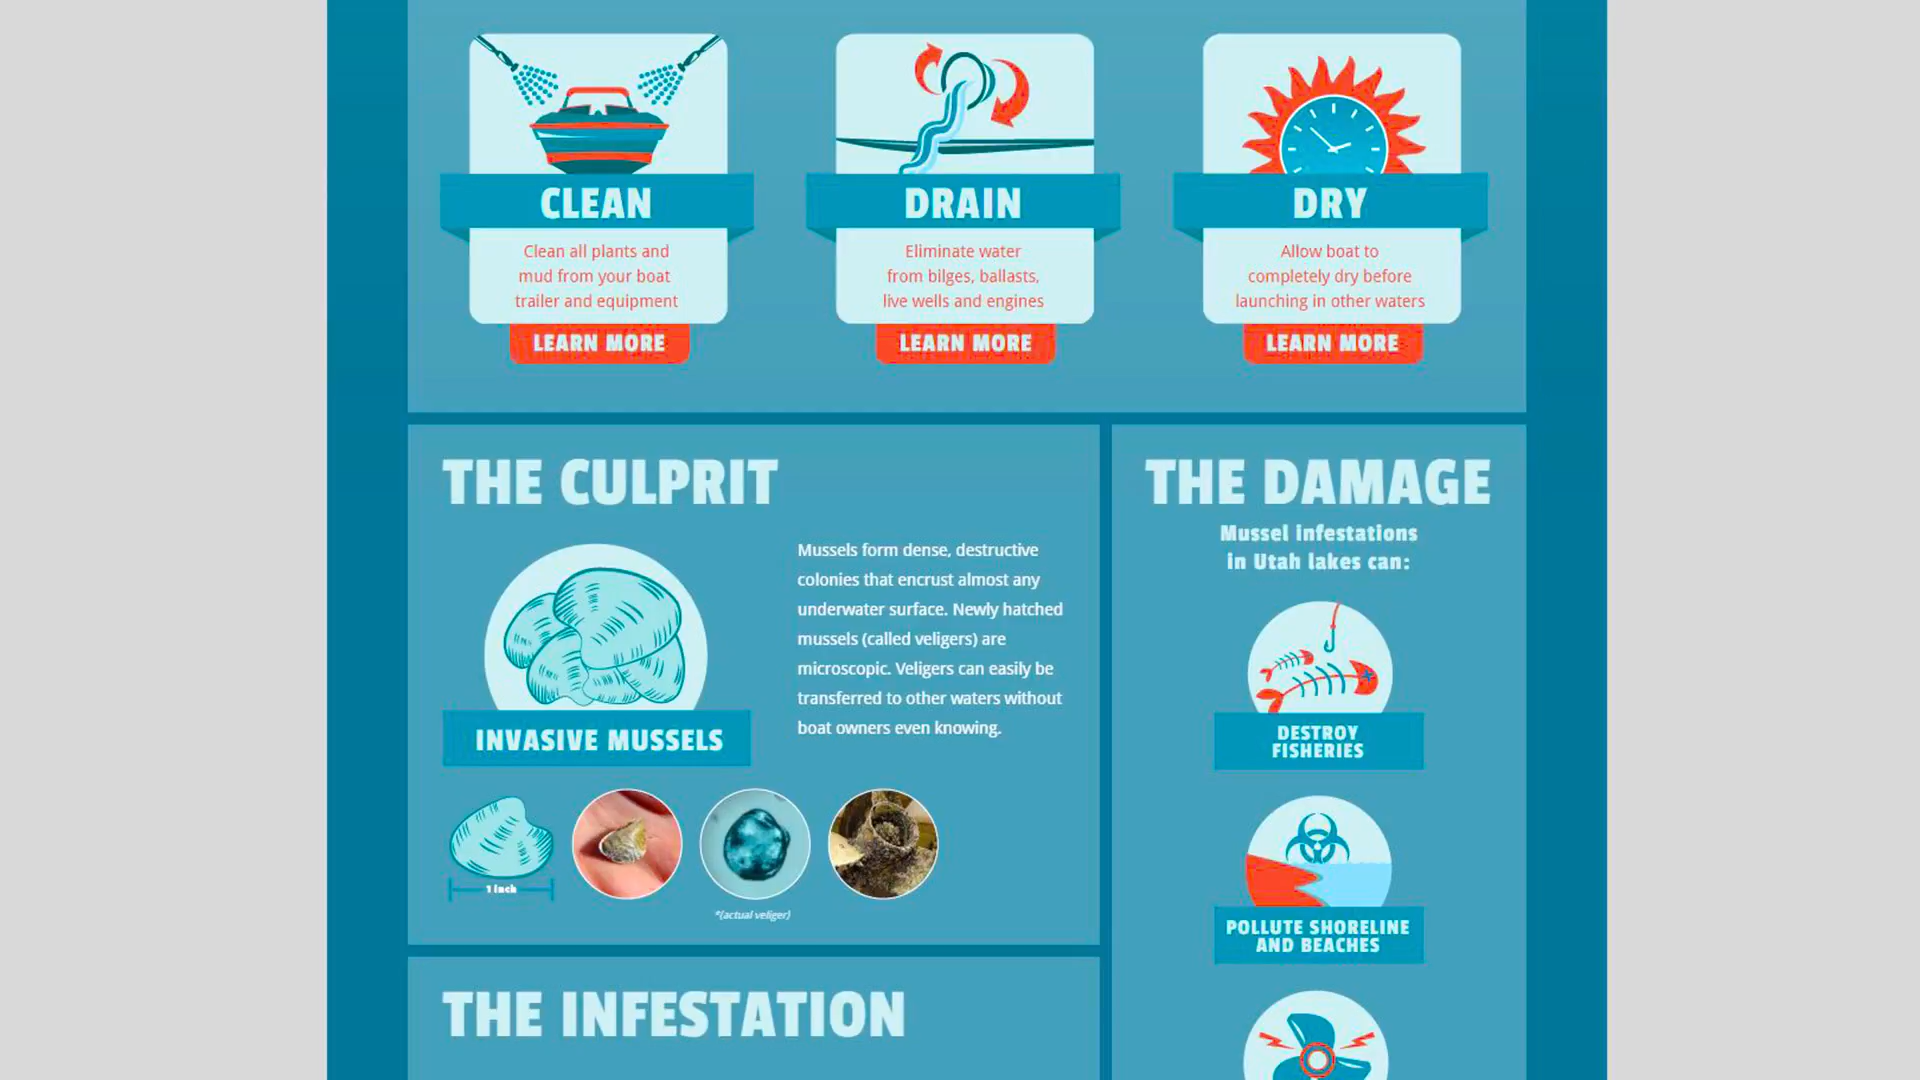 CLEAN
Clean all plants and
mud from your boat
trailer and equipment
LEARN MORE
DRAIN
Eliminate water
from bilges, ballasts,
live wells and engines
LEARN MORE
DRY
Allow boat to
completely dry before
launching in other waters
LEARN MORE
THE CULPRIT
INVASIVE MUSSELS
Mussels form dense, destructive
colonies that encrust almost any
underwater surface. Newly hatched
mussels (called veligers) are
microscopic. Veligers can easily be
transferred to other waters without
boat owners even knowing.
1 inch
*(actual veliger)
THE DAMAGE
Mussel infestations
in Utah lakes can:
DESTROY
FISHERIES
POLLUTE SHORELINE
AND BEACHES
THE INFESTATION